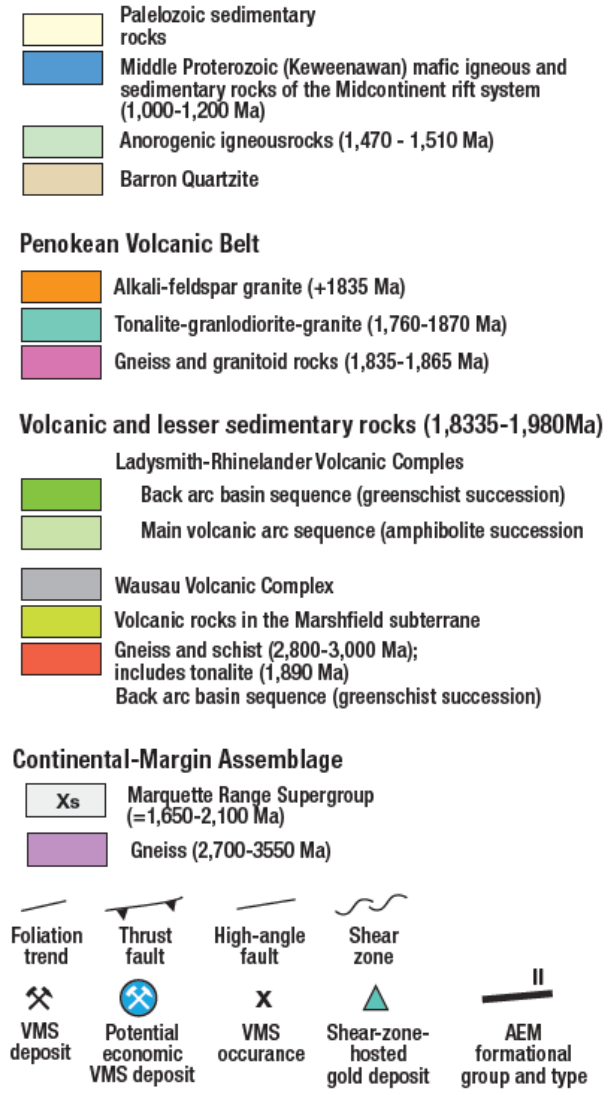 Palelozoic sedimentary
rocks
Middle Proterozoic (Keweenawan) mafic igneous and
sedimentary rocks of the Midcontinent rift system
(1,000-1,200 Ma)
Anorogenic igneousrocks (1,470 - 1,510 Ma)
Barron Quartzite
Penokean Volcanic Belt
Alkali-feldspar granite (+1835 Ma)
Tonalite-granlodiorite-granite (1,760-1870 Ma)
Gneiss and granitoid rocks (1,835-1,865 Ma)
Volcanic and lesser sedimentary rocks (1,8335-1,980Ma)
Ladysmith-Rhinelander Volcanic Comples
Back arc basin sequence (greenschist succession)
Main volcanic arc sequence (amphibolite succession
Wausau Volcanic Complex
Volcanic rocks in the Marshfield subterrane
Gneiss and schist (2,800-3,000 Ma);
includes tonalite (1,890 Ma)
Back arc basin sequence (greenschist succession)
Continental-Margin Assemblage
Xs
Marquette Range Supergroup
(=1,650-2,100 Ma)
Gneiss (2,700-3550 Ma)
Foliation
trend
Thrust
fault
High-angle
fault
Shear
zone
VMS
deposit
Potential
economic
VMS deposit
x
VMS
occurance
Shear-zone-
hosted
gold deposit
II
AEM
formational
group and type